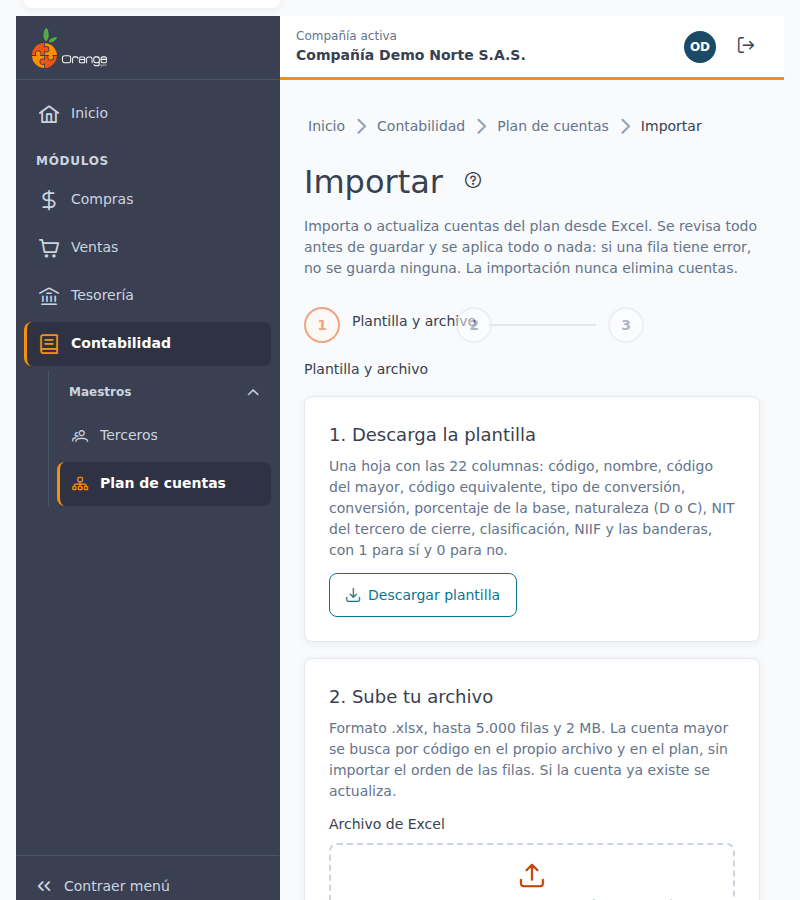 Orange
Compañía activa
Compañía Demo Norte S.A.S.
OD
Inicio
MÓDULOS
Compras
Ventas
Tesorería
Contabilidad
Maestros
Terceros
Plan de cuentas
Contraer menú
Inicio
Contabilidad
Plan de cuentas
Importar
Importar
Importa o actualiza cuentas del plan desde Excel. Se revisa todo
antes de guardar y se aplica todo o nada: si una fila tiene error,
no se guarda ninguna. La importación nunca elimina cuentas.
1
Plantilla y archivo
2
3
Plantilla y archivo
1. Descarga la plantilla
Una hoja con las 22 columnas: código, nombre, código
del mayor, código equivalente, tipo de conversión,
conversión, porcentaje de la base, naturaleza (D o C), NIT
del tercero de cierre, clasificación, NIIF y las banderas,
con 1 para sí y 0 para no.
Descargar plantilla
2. Sube tu archivo
Formato .xlsx, hasta 5.000 filas y 2 MB. La cuenta mayor
se busca por código en el propio archivo y en el plan, sin
importar el orden de las filas. Si la cuenta ya existe se
actualiza.
Archivo de Excel